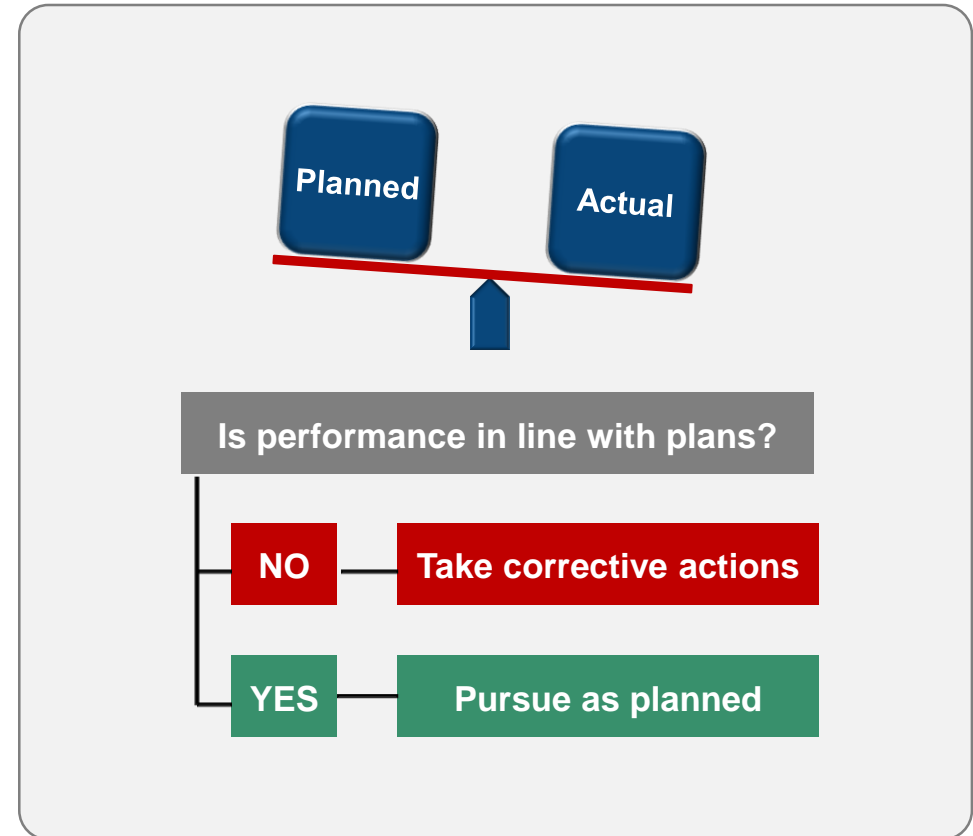 Planned
Actual
Is performance in line with plans?
NO
Take corrective actions
YES
Pursue as planned